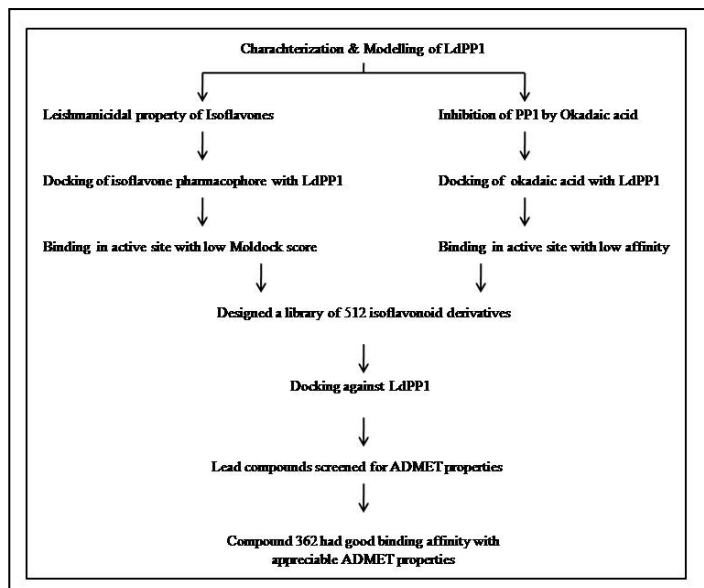 Charachterization & Modelling of LdPP1
Leishmanicidal property of Isoflavones
Inhibition of PP1 by Okadaic acid
Docking of isoflavone pharmacophore with LdPP1
Docking of okadaic acid with LdPP1
Binding in active site with low Moldock score
Binding in active site with low affinity
Designed a library of 512 isoflavonoid derivatives
Docking against LdPP1
Lead compounds screened for ADMET properties
Compound 362 had good binding affinity with
appreciable ADMET properties